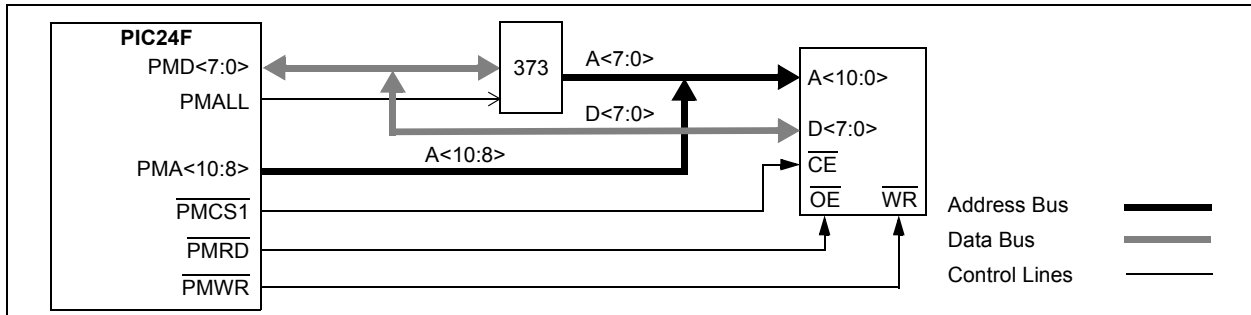 PIC24F
PMD<7:0>
PMALL
PMA<10:8>
PMCS1
PMRD
PMWR
373
A<7:0>
D<7:0>
A<10:8>
A<10:0>
D<7:0>
CE
OE WR
Address Bus
Data Bus
Control Lines